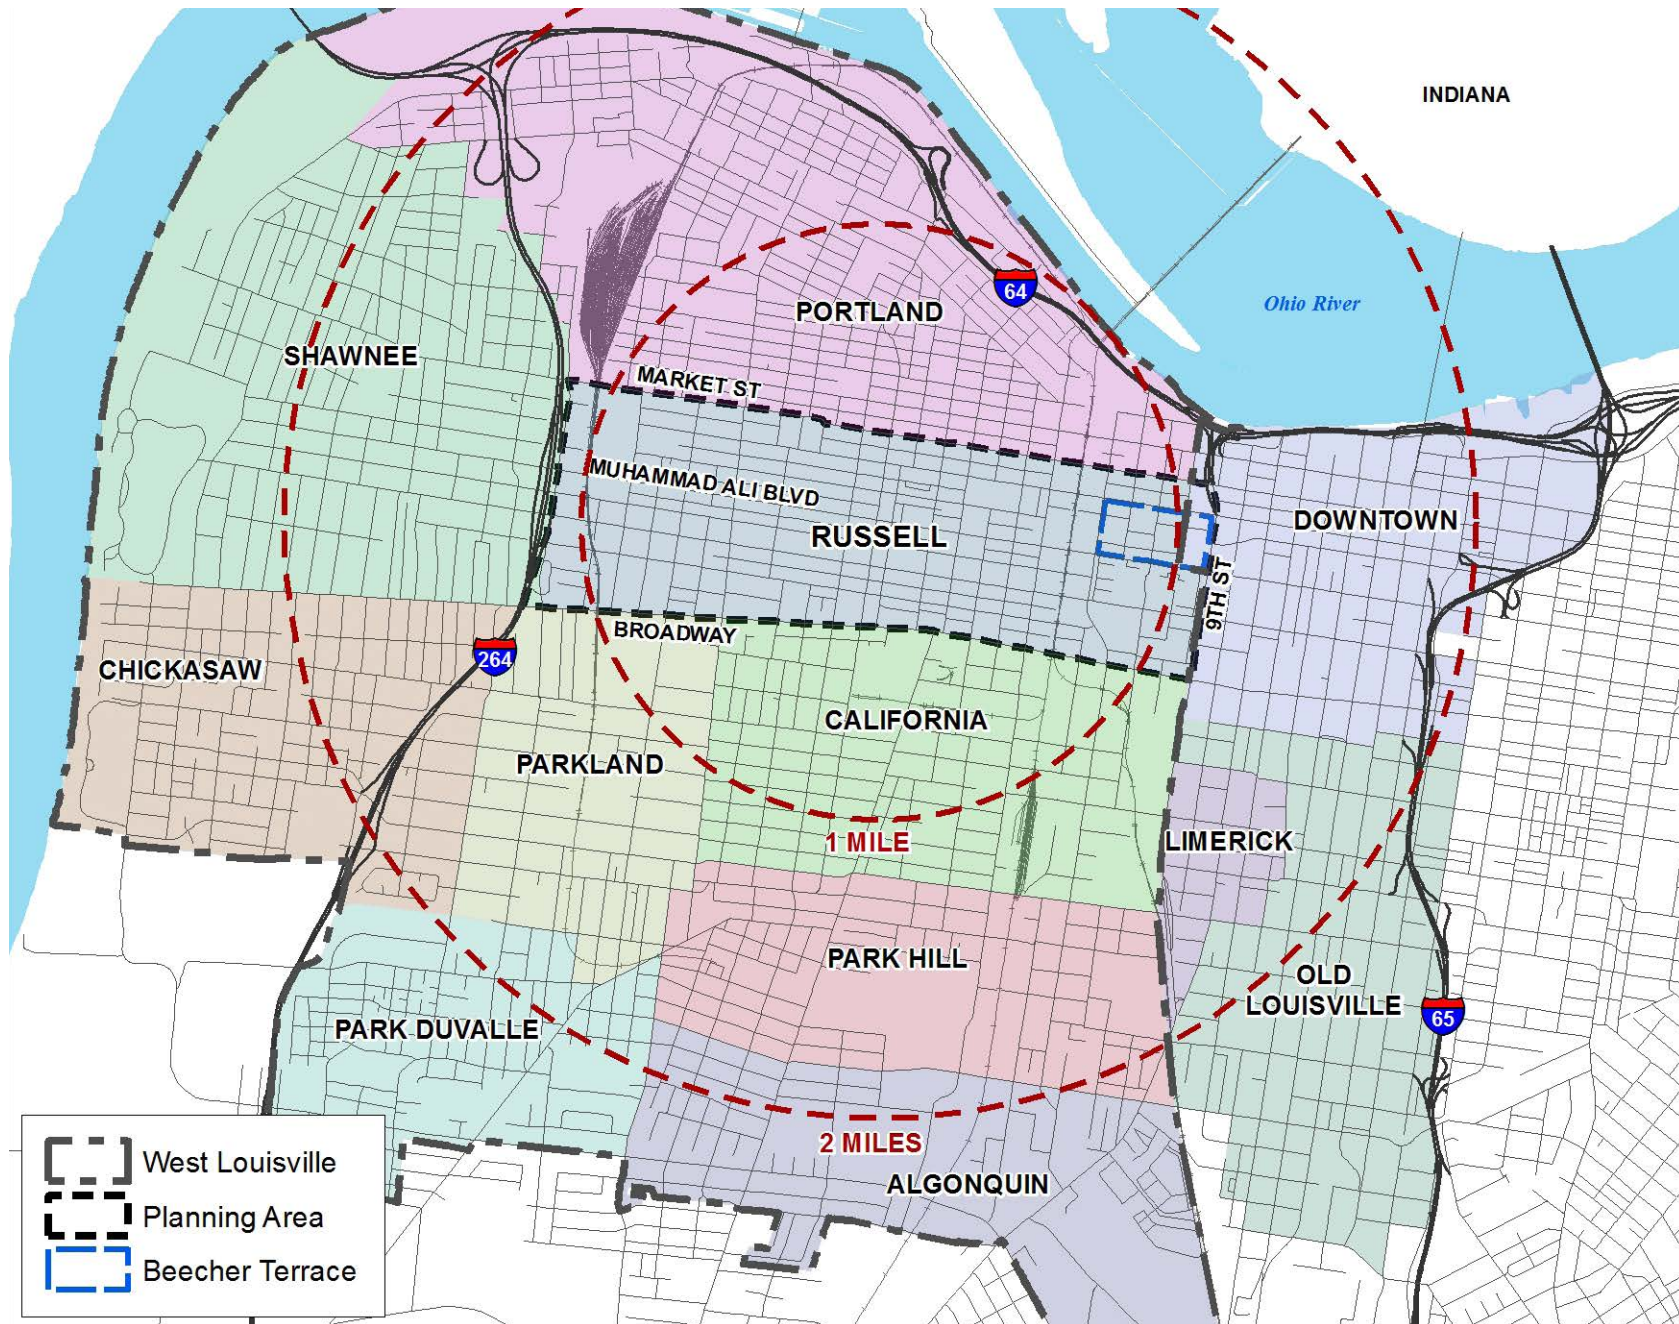 INDIANA
64
Ohio River
PORTLAND
SHAWNEE
MARKET ST
MUHAMMAD ALI BLVD
RUSSELL
DOWNTOWN
9TH ST
BROADWAY
264
CHICKASAW
CALIFORNIA
PARKLAND
1 MILE
LIMERICK
PARK HILL
OLD
LOUISVILLE
65
PARK DUVALLE
2 MILES
ALGONQUIN
West Louisville
Planning Area
Beecher Terrace